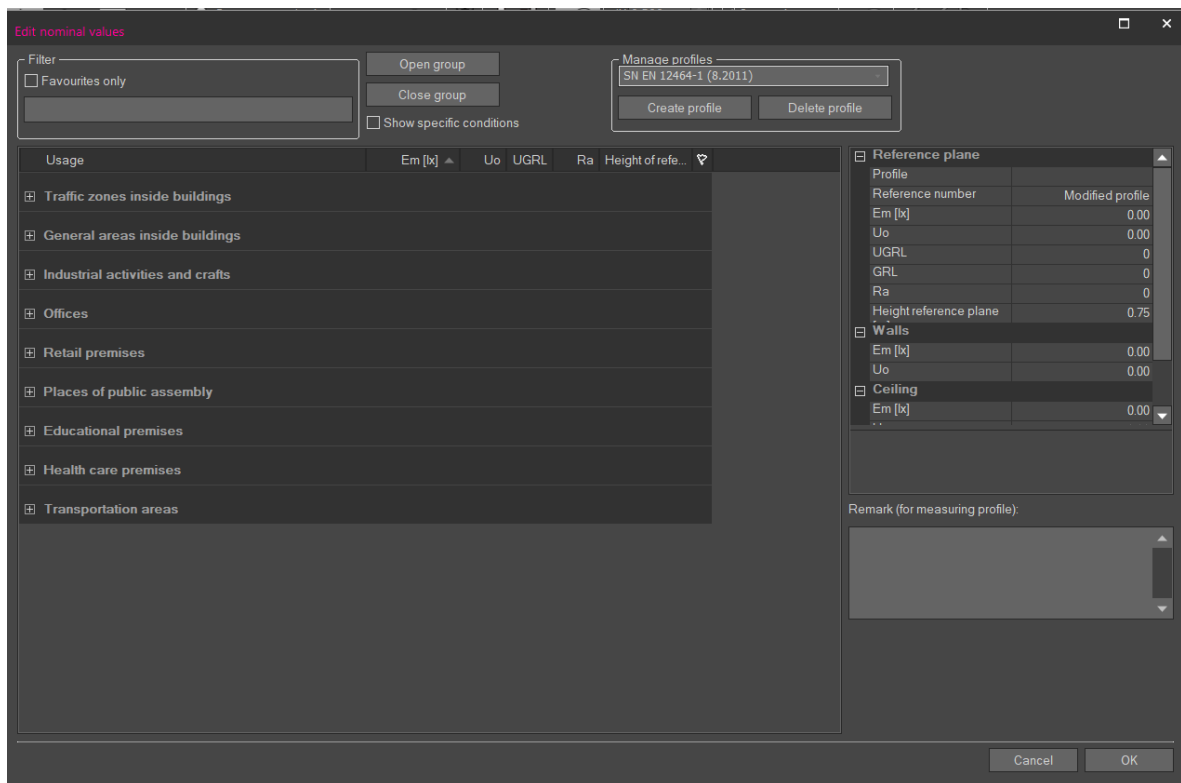 Edit nominal values
Filter
Favourites only
Open group
Close group
Show specific conditions
Manage profiles
SN EN 12464-1 (8.2011)
Create profile
Delete profile
Usage Em [lx] Uo UGRL Ra Height of refe...
Traffic zones inside buildings
General areas inside buildings
Industrial activities and crafts
Offices
Retail premises
Places of public assembly
Educational premises
Health care premises
Transportation areas
Reference plane
Profile
Reference number Modified profile
Em [lx] 0.00
Uo 0.00
UGRL 0
GRL 0
Ra 0
Height reference plane 0.75
Walls
Em [lx] 0.00
Uo 0.00
Ceiling
Em [lx] 0.00
Remark (for measuring profile):
Cancel
OK